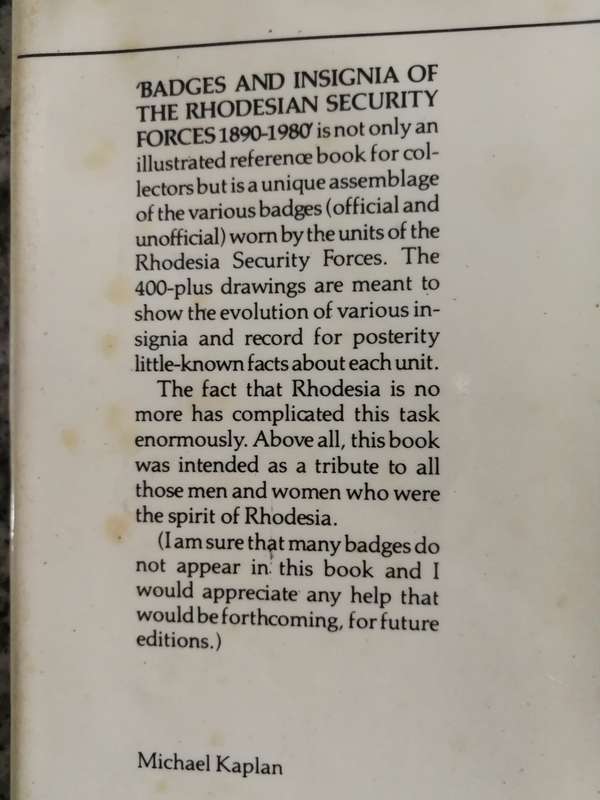 'BADGES AND INSIGNIA OF
THE RHODESIAN SECURITY
FORCES 1890-1980' is not only an
illustrated reference book for col-
lectors but is a unique assemblage
of the various badges (official and
unofficial) worn by the units of the
Rhodesia Security Forces. The
400-plus drawings are meant to
show the evolution of various in-
signia and record for posterity
little-known facts about each unit.
The fact that Rhodesia is no
more has complicated this task
enormously. Above all, this book
was intended as a tribute to all
those men and women who were
the spirit of Rhodesia.
(I am sure that many badges do
not appear in this book and I
would appreciate any help that
would be forthcoming, for future
editions.)
Michael Kaplan